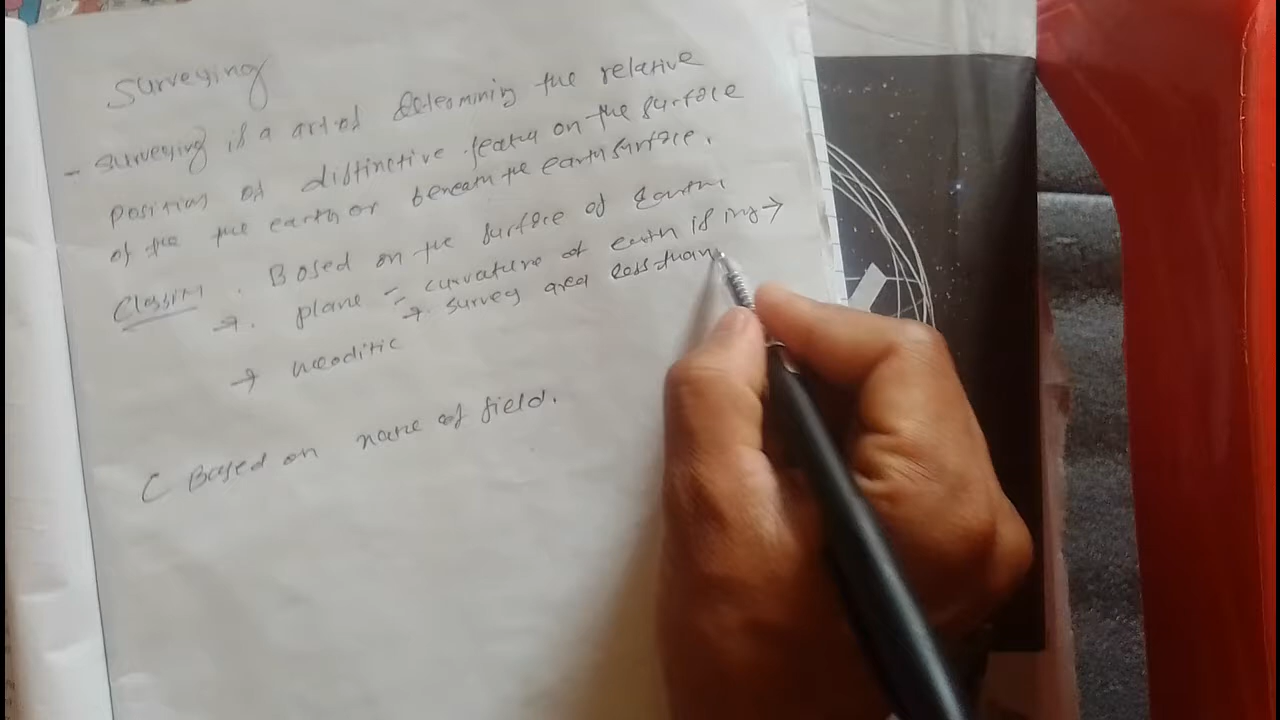 Surveying
- Surveying is a art of determining the relative
position of distinctive featu on the surface
of the the earth or beneath the earth surface.
Classifi . Based on the surface of Earth
→. plane = curvature of earth is ing →
→. survey area less than
→
C Based on nature of field.